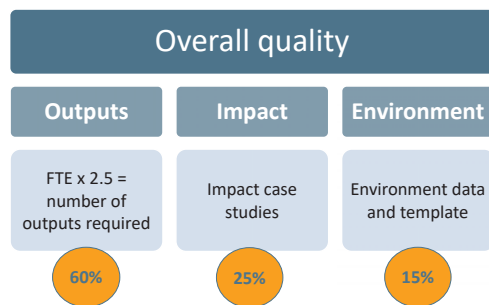 Overall quality
Outputs
Impact
Environment
FTE x 2.5 =
number of
outputs required
Impact case
studies
Environment data
and template
60%
25%
15%